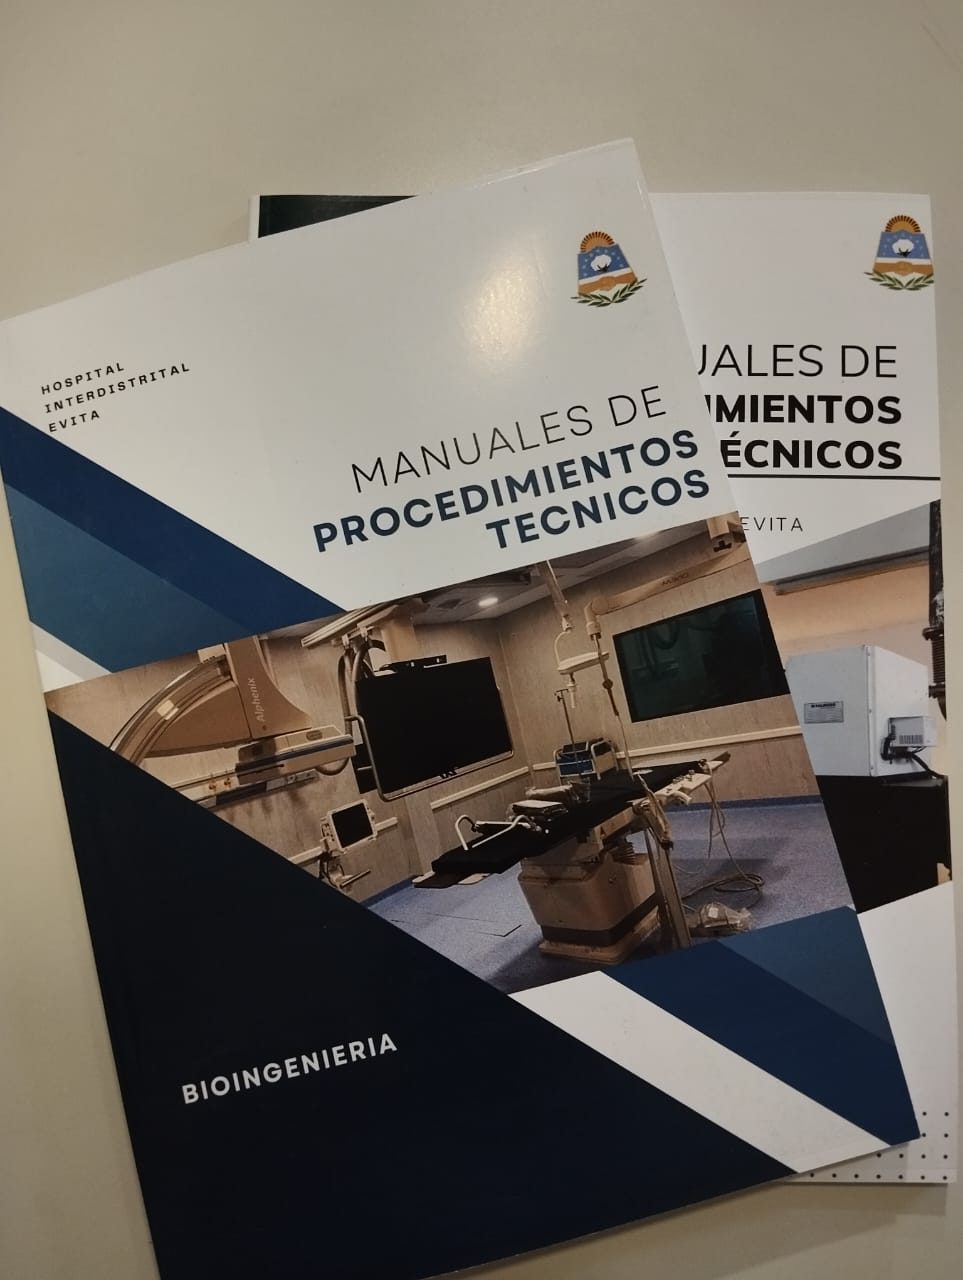 HOSPITAL
INTERDISTRITAL
EVITA
MANUALES DE
PROCEDIMIENTOS
TECNICOS
Alphenix
BIOINGENIERIA
UALES DE
IMIENTOS
ÉCNICOS
EVITA